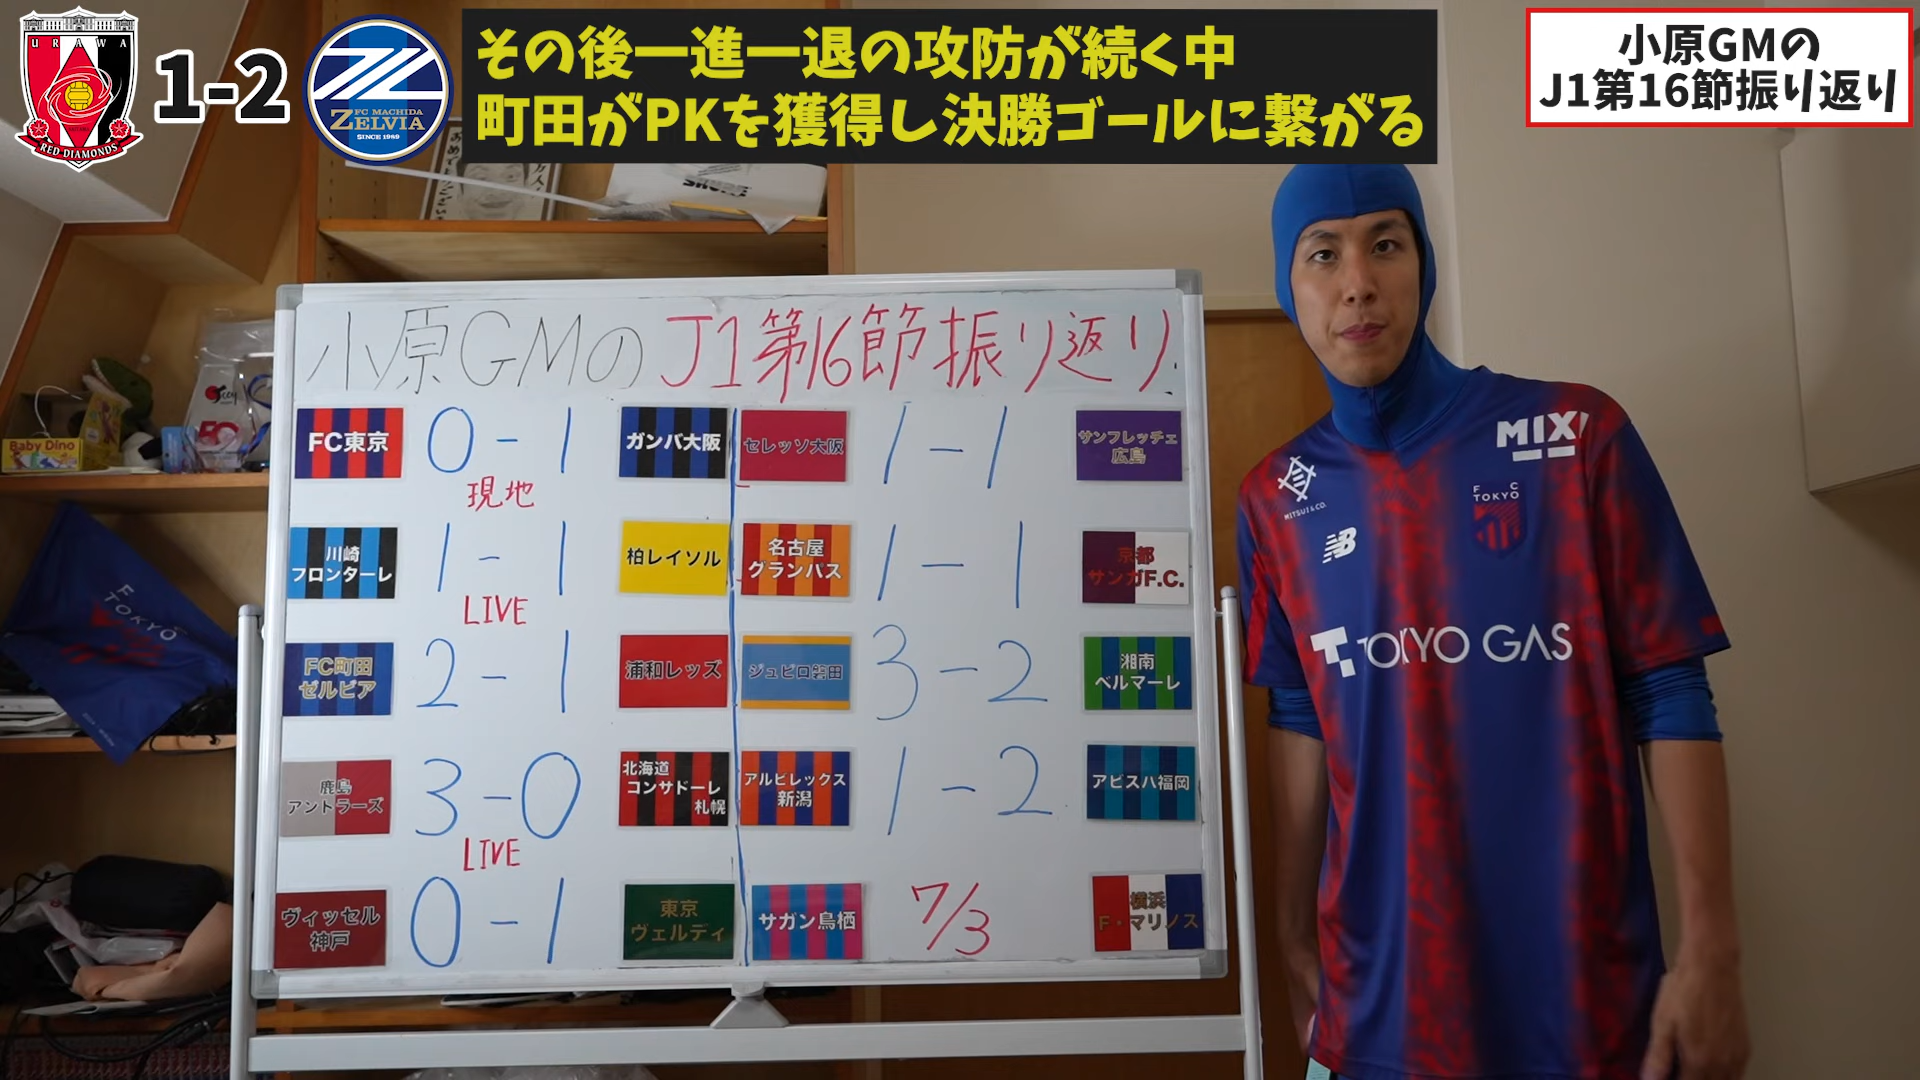 URAWA
RED DIAMONDS
1-2
FC MACHIDA
ZELVIA
SINCE 1989
その後一進一退の攻防が続く中
町田がPKを獲得し決勝ゴールに繋がる
小原GMの
J1第16節振り返り
小原GMのJ1第16節振り返り
FC東京 0-1 ガンバ大阪
現地
川崎
フロンターレ
1-1
柏レイソル
LIVE
FC町田
ゼルビア
2-1
浦和レッズ
鹿島
アントラーズ
3-0
北海道
コンサドーレ
札幌
LIVE
ヴィッセル
神戸
0-1
東京
ヴェルディ
セレッソ大阪
1-1
サンフレッチェ
広島
名古屋
グランパス
1-1
京都
サンガF.C.
ジュビロ磐田
3-2
湘南
ベルマーレ
アルビレックス
新潟
1-2
アビスパ福岡
サガン鳥栖
7/3
横浜
F・マリノス
Baby Dino
F C
TOKYO
MIXI
MITSUI&CO.
F C
TOKYO
NB
TOKYO GAS